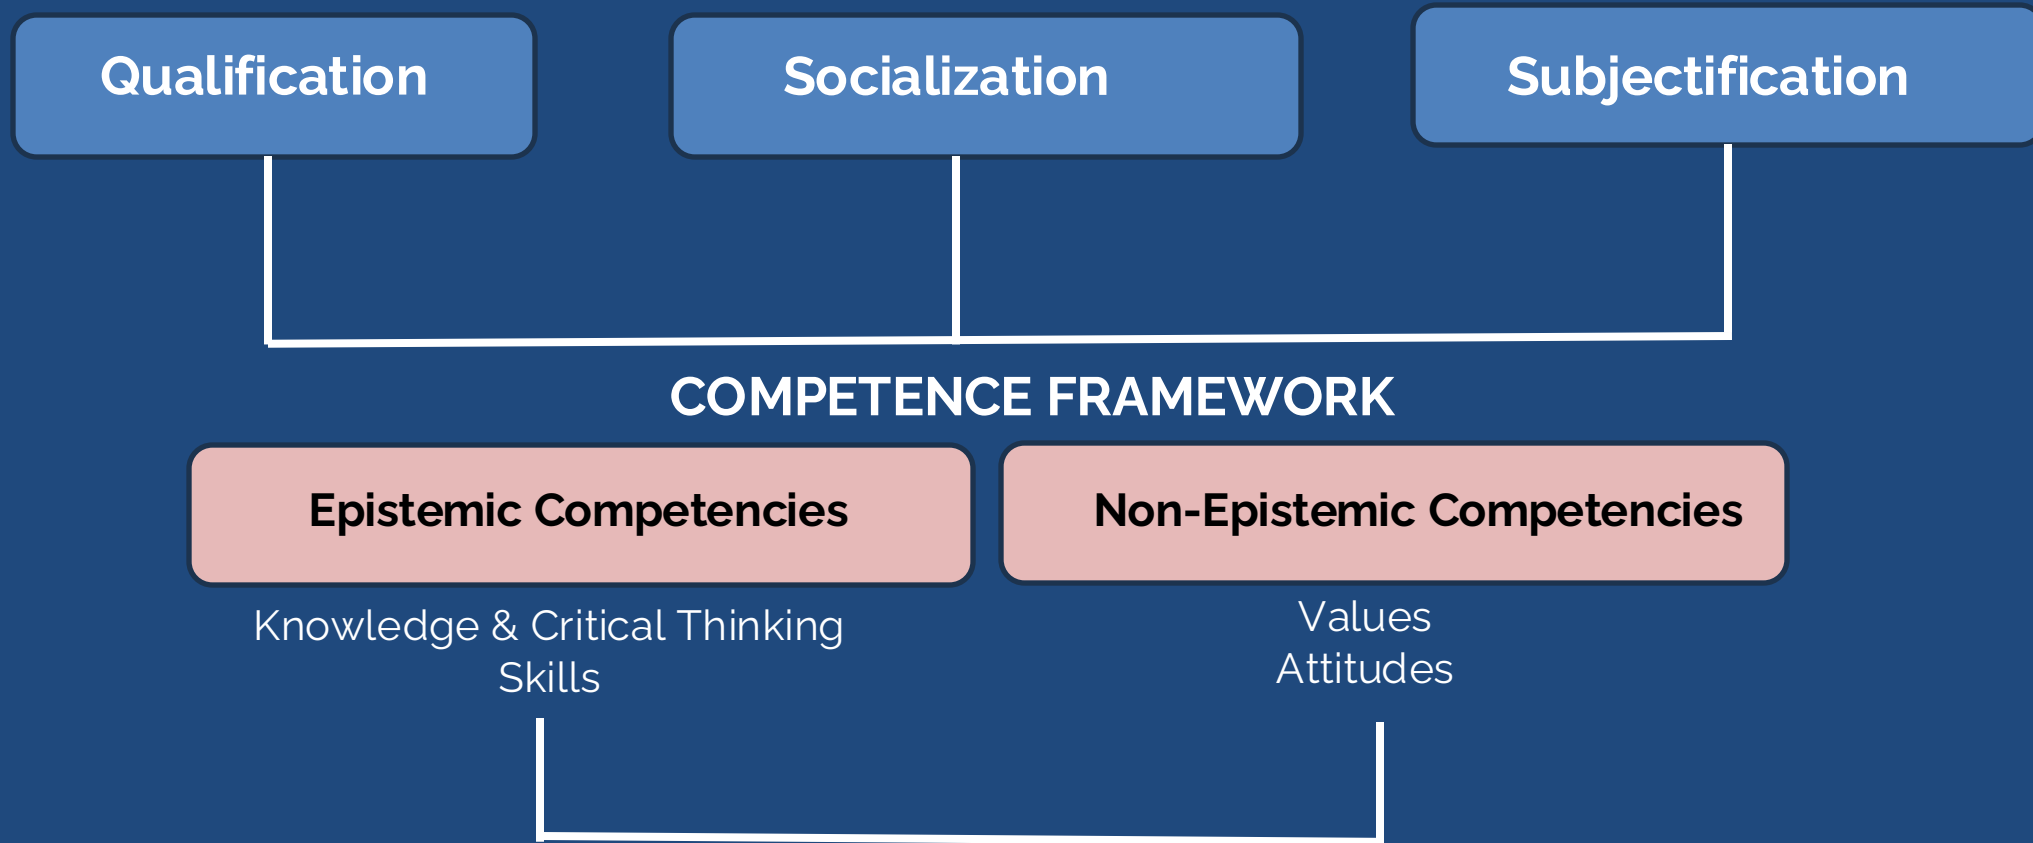 Qualification
Socialization
Subjectification
COMPETENCE FRAMEWORK
Epistemic Competencies
Non-Epistemic Competencies
Knowledge & Critical Thinking
Skills
Values
Attitudes